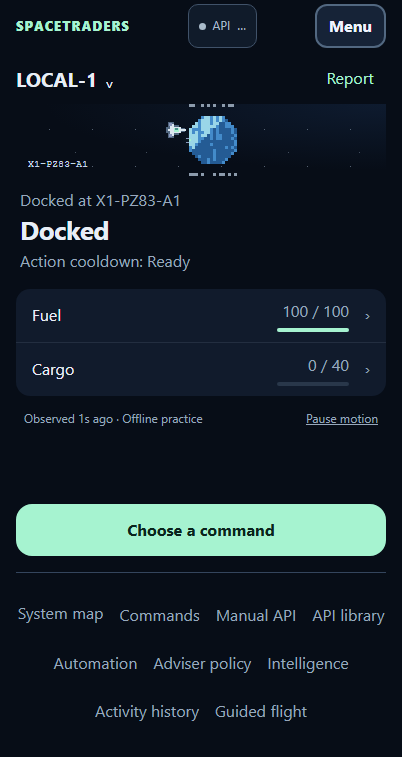 SPACETRADERS
API ...
Menu
LOCAL-1 v
Report
X1-PZ83-A1
Docked at X1-PZ83-A1
Docked
Action cooldown: Ready
Fuel 100 / 100 ›
Cargo 0 / 40 ›
Observed 1s ago · Offline practice Pause motion
Choose a command
System map Commands Manual API API library
Automation Adviser policy Intelligence
Activity history Guided flight